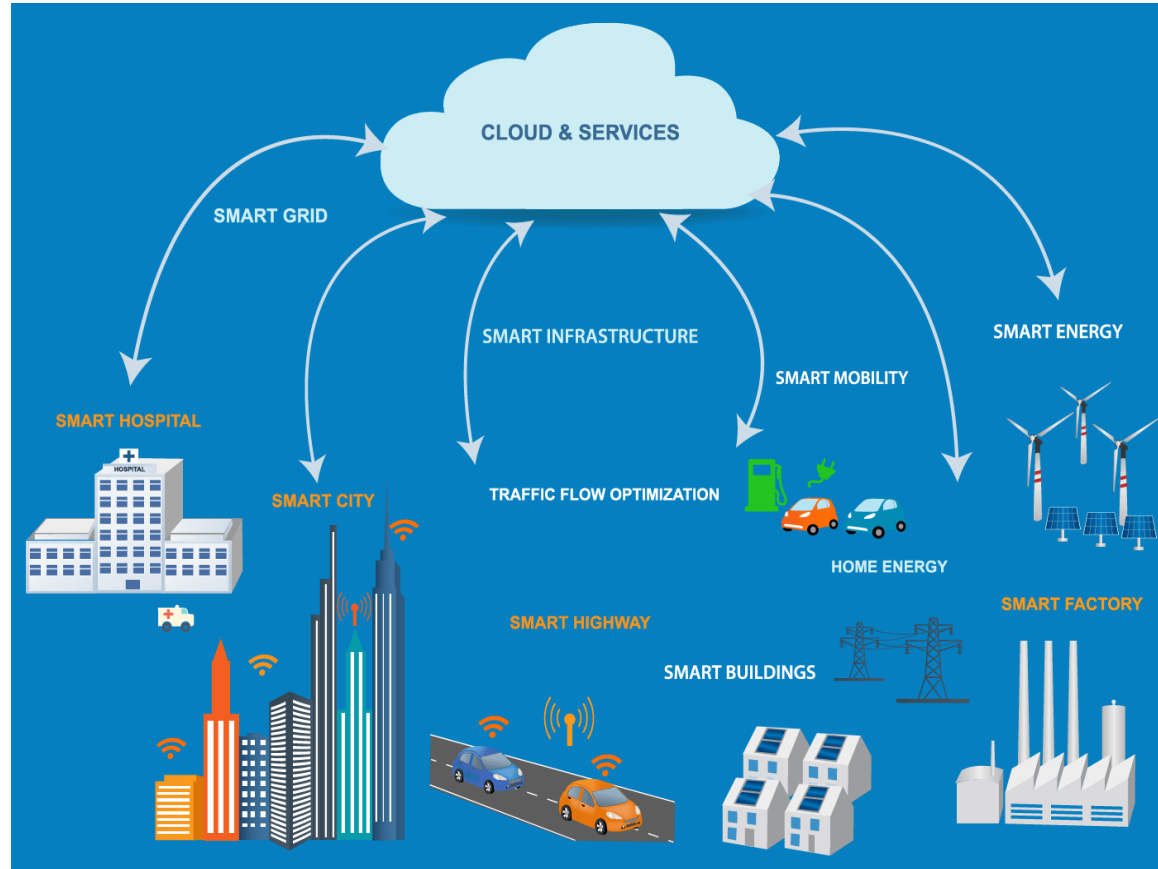 CLOUD & SERVICES
SMART GRID
SMART INFRASTRUCTURE
SMART ENERGY
SMART MOBILITY
SMART HOSPITAL
HOSPITAL
SMART CITY
TRAFFIC FLOW OPTIMIZATION
HOME ENERGY
SMART FACTORY
SMART HIGHWAY
SMART BUILDINGS